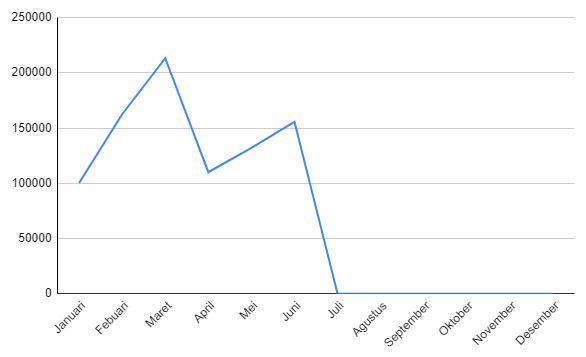 250000
200000
150000
100000
50000
0
Januari
Febuari
Maret
April
Mei
Juni
Juli
Agustus
September
Oktober
November
Desember